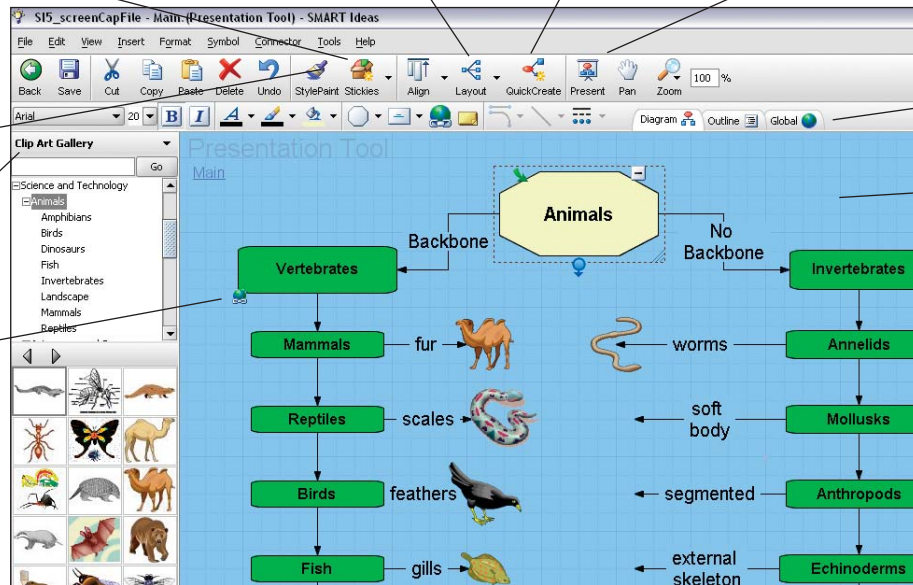 SI5_screenCapFile - Main (Presentation Tool) - SMART Ideas
File Edit View Insert Format Symbol Connector Tools Help
Back Save Cut Copy Paste Delete Undo StylePaint Stickies Align Layout QuickCreate Present Pan Zoom 100 %
Arial 20 B I A Diagram Outline Global
Clip Art Gallery
Go
Science and Technology
Animals
Amphibians
Birds
Dinosaurs
Fish
Invertebrates
Landscape
Mammals
Reptiles
Presentation Tool
Main
Animals
Backbone
No
Backbone
Vertebrates
Invertebrates
Mammals fur worms Annelids
Reptiles scales soft
body Mollusks
Birds feathers segmented Anthropods
Fish gills external
skeleton Echinoderms